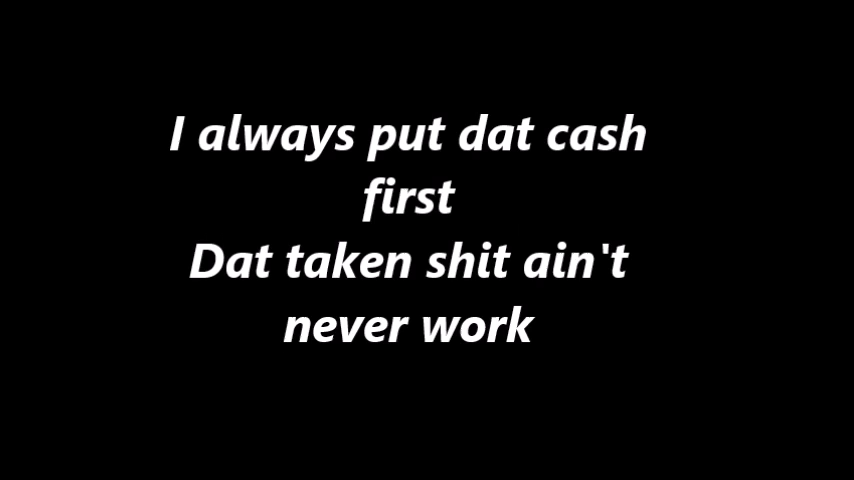 I always put dat cash
first
Dat taken shit ain't
never work